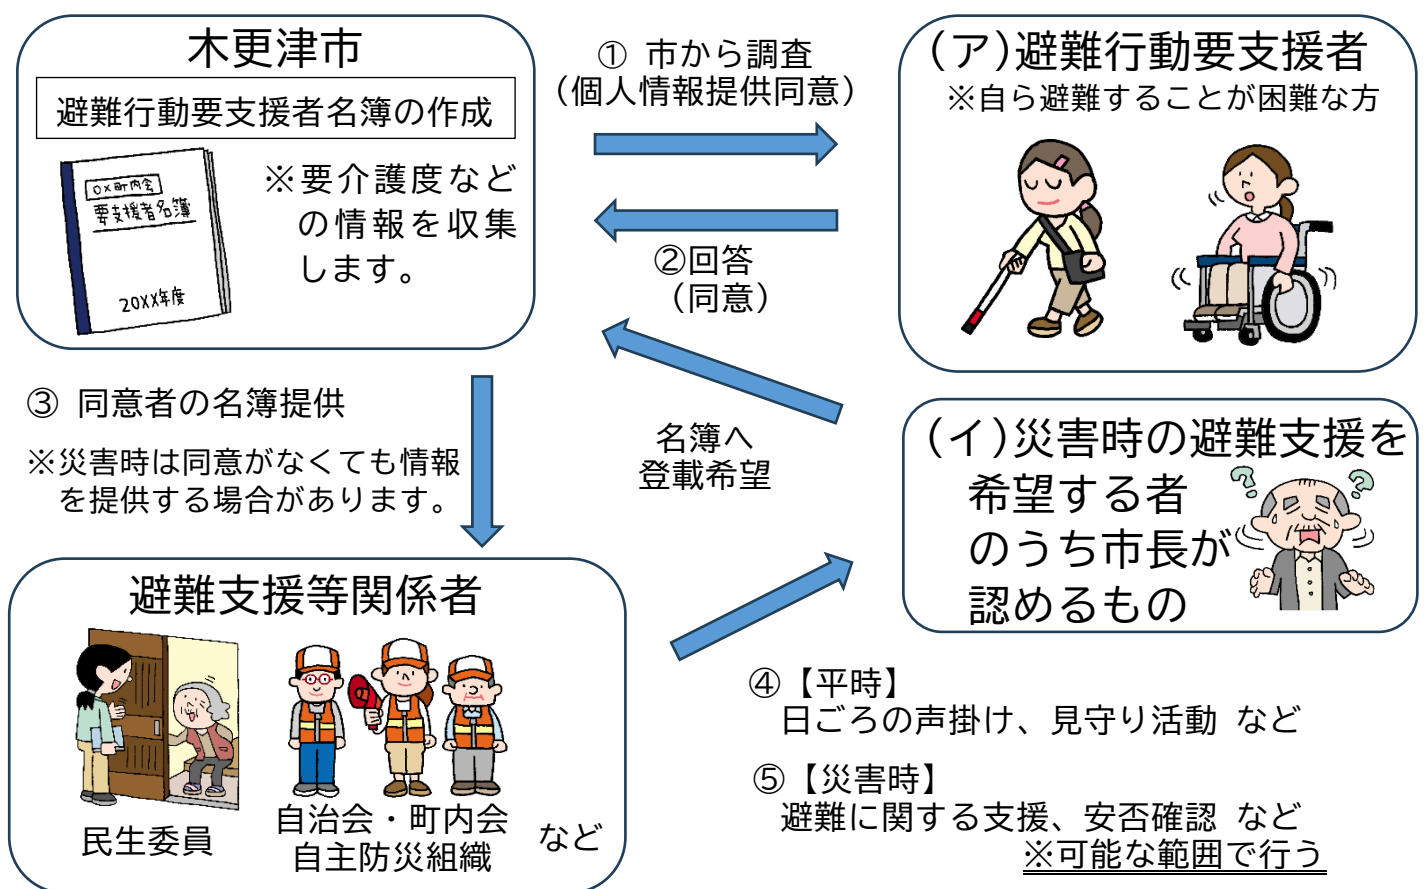 木更津市
避難行動要支援者名簿の作成
○×町内会
要支援者名簿
20XX年度
※要介護度など
の情報を収集
します。
① 市から調査
（個人情報提供同意）
②回答
（同意）
（ア）避難行動要支援者
※自ら避難することが困難な方
③ 同意者の名簿提供
※災害時は同意がなくても情報
を提供する場合があります。
名簿へ
登載希望
（イ）災害時の避難支援を
希望する者
のうち市長が
認めるもの
避難支援等関係者
民生委員
自治会・町内会
自主防災組織
など
④【平時】
日ごろの声掛け、見守り活動 など
⑤【災害時】
避難に関する支援、安否確認 など
※可能な範囲で行う